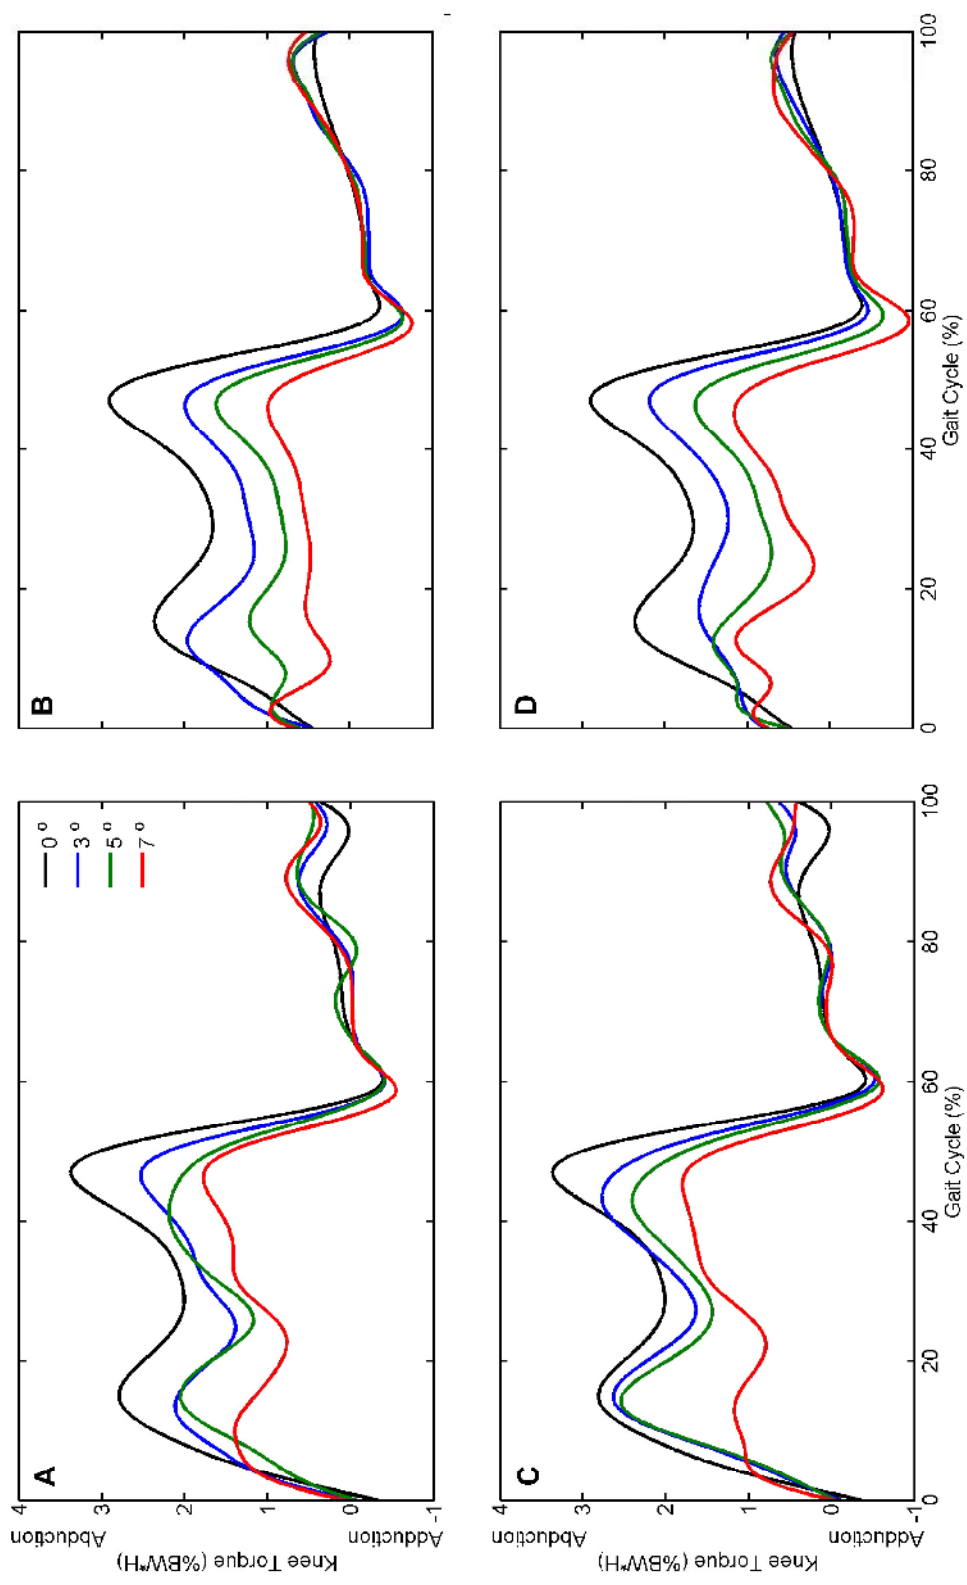 A
B
0 º
3 º
5 º
7 º
4
3
2
1
0
-1
Abduction
Adduction
Knee Torque (%BW*H)
C
D
4
3
2
1
0
-1
Abduction
Adduction
Knee Torque (%BW*H)
0
20
40
60
80
100
Gait Cycle (%)
0
20
40
60
80
100
Gait Cycle (%)